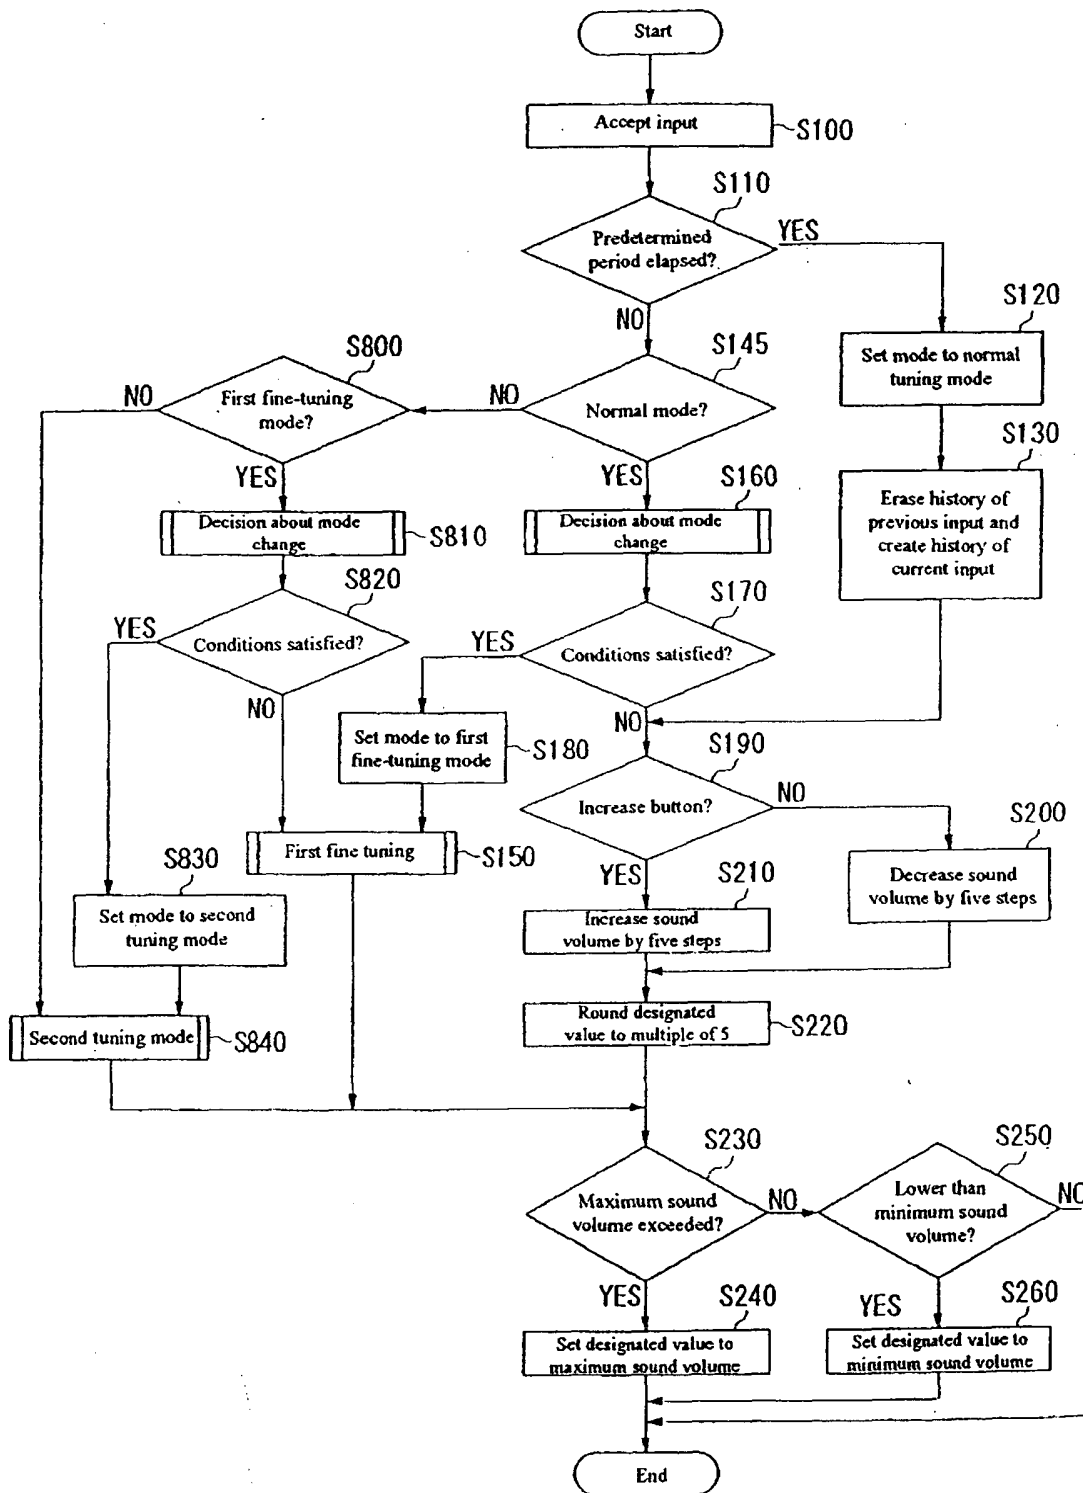 Start
Accept input
S100
S110
Predetermined
period elapsed?
YES
NO
S120
Set mode to normal
tuning mode
S800
S145
NO
First fine-tuning
mode?
NO
Normal mode?
S130
YES
YES
S160
Erase history of
previous input and
create history of
current input
Decision about mode
change
S810
Decision about mode
change
S820
S170
YES
Conditions satisfied?
YES
Conditions satisfied?
NO
NO
Set mode to first
fine-tuning mode
S180
S190
Increase button?
NO
S200
First fine tuning
S150
YES
S210
Decrease sound
volume by five steps
S830
Set mode to second
tuning mode
Increase sound
volume by five steps
Second tuning mode
S840
Round designated
value to multiple of 5
S220
S230
S250
Maximum sound
volume exceeded?
NO
Lower than
minimum sound
volume?
NO
YES
S240
YES
S260
Set designated value to
maximum sound volume
Set designated value to
minimum sound volume
End